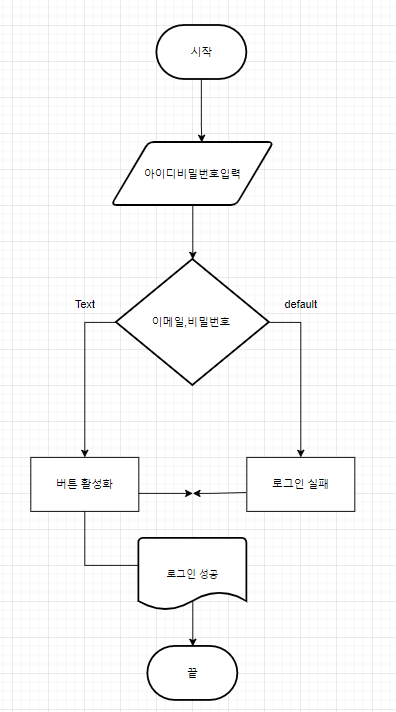 시작
아이디비밀번호입력
Text
default
이메일,비밀번호
버튼 활성화
로그인 실패
로그인 성공
끝